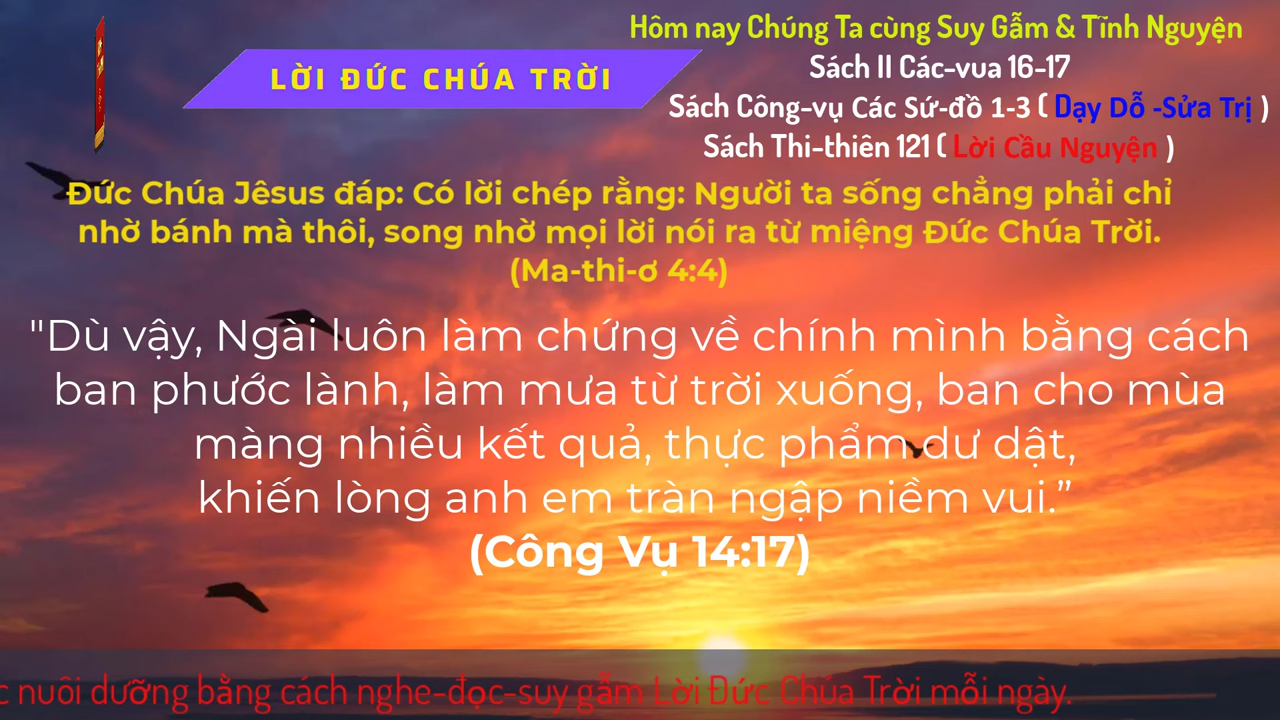 Hôm nay Chúng Ta cùng Suy Gẫm & Tĩnh Nguyện
Sách II Các-vua 16-17
Sách Công-vụ Các Sứ-đồ 1-3 ( Dạy Dỗ -Sửa Trị )
Sách Thi-thiên 121 ( Lời Cầu Nguyện )
LỜI ĐỨC CHÚA TRỜI
Đức Chúa Jêsus đáp: Có lời chép rằng: Người ta sống chẳng phải chỉ
nhờ bánh mà thôi, song nhờ mọi lời nói ra từ miệng Đức Chúa Trời.
(Ma-thi-ơ 4:4)
"Dù vậy, Ngài luôn làm chứng về chính mình bằng cách
ban phước lành, làm mưa từ trời xuống, ban cho mùa
màng nhiều kết quả, thực phẩm dư dật,
khiến lòng anh em tràn ngập niềm vui.”
(Công Vụ 14:17)
c nuôi dưỡng bằng cách nghe-đọc-suy gẫm Lời Đức Chúa Trời mỗi ngày.